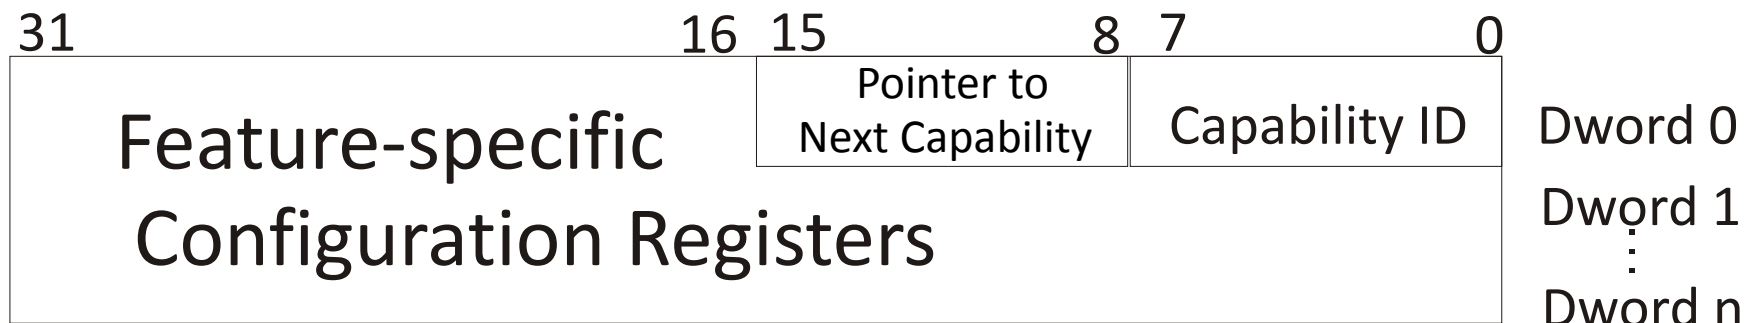 31 16 15 8 7 0
Pointer to
Next Capability
Capability ID
Feature-specific
Configuration Registers
Dword 0
Dword 1
Dword n